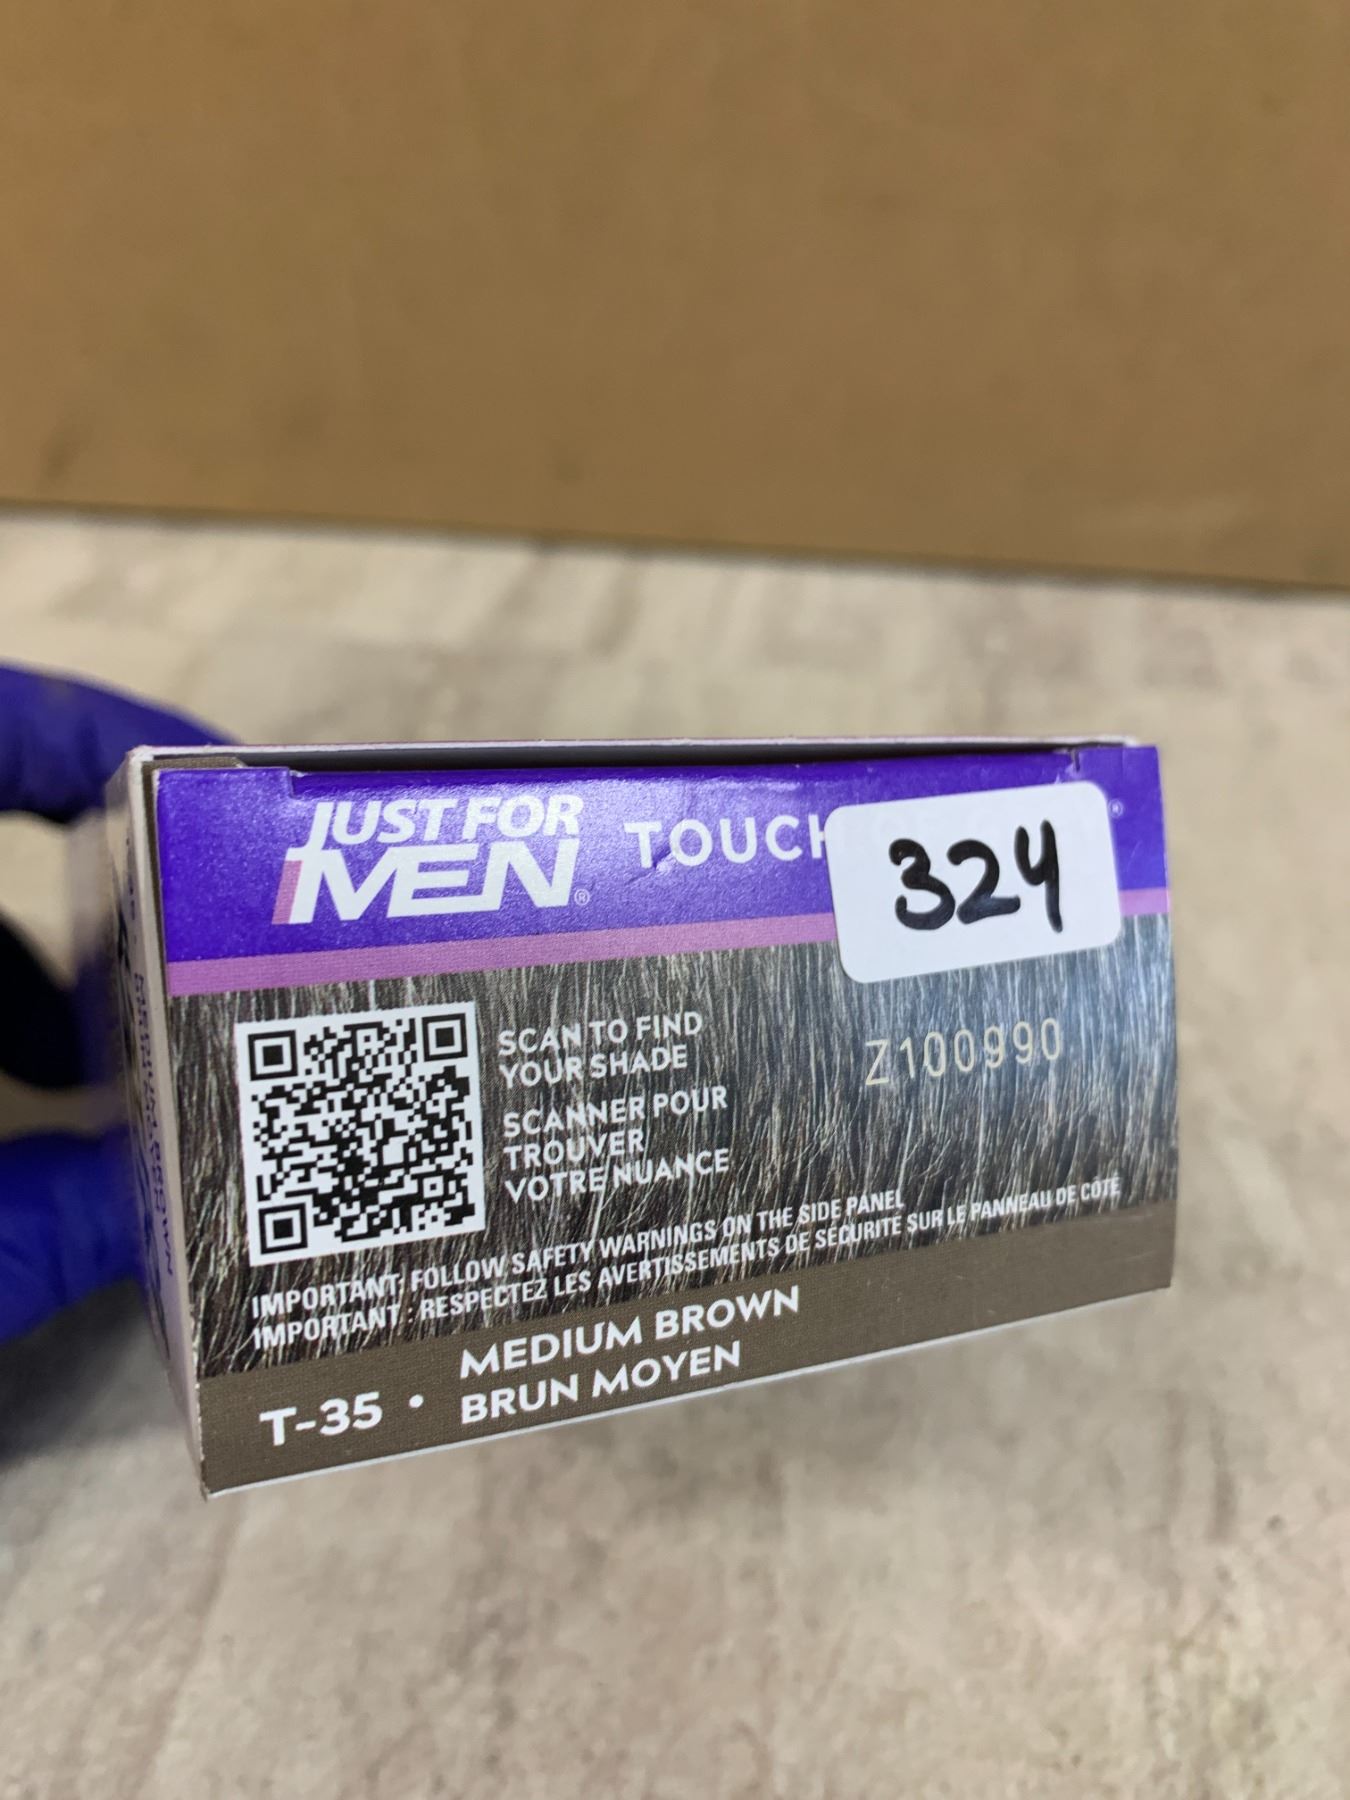 JUST FOR
MEN®
TOUCH
324
SCAN TO FIND
YOUR SHADE
SCANNER POUR
TROUVER
VOTRE NUANCE
Z100990
IMPORTANT: FOLLOW SAFETY WARNINGS ON THE SIDE PANEL
IMPORTANT : RESPECTEZ LES AVERTISSEMENTS DE SÉCURITÉ SUR LE PANNEAU DE CÔTÉ
T-35 •
MEDIUM BROWN
BRUN MOYEN